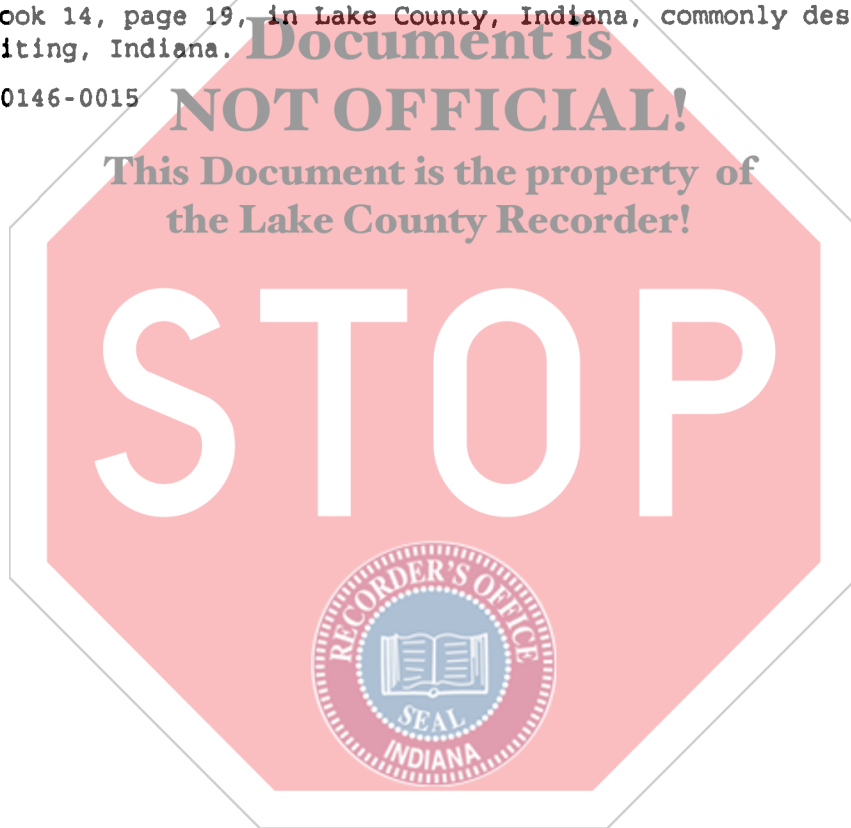 ook 14, page 19, in Lake County, Indiana, commonly des
iting, Indiana.
Document is
0146-0015
NOT OFFICIAL!
This Document is the property of
the Lake County Recorder!
STOP
RECORDER'S OFFICE
SEAL
INDIANA